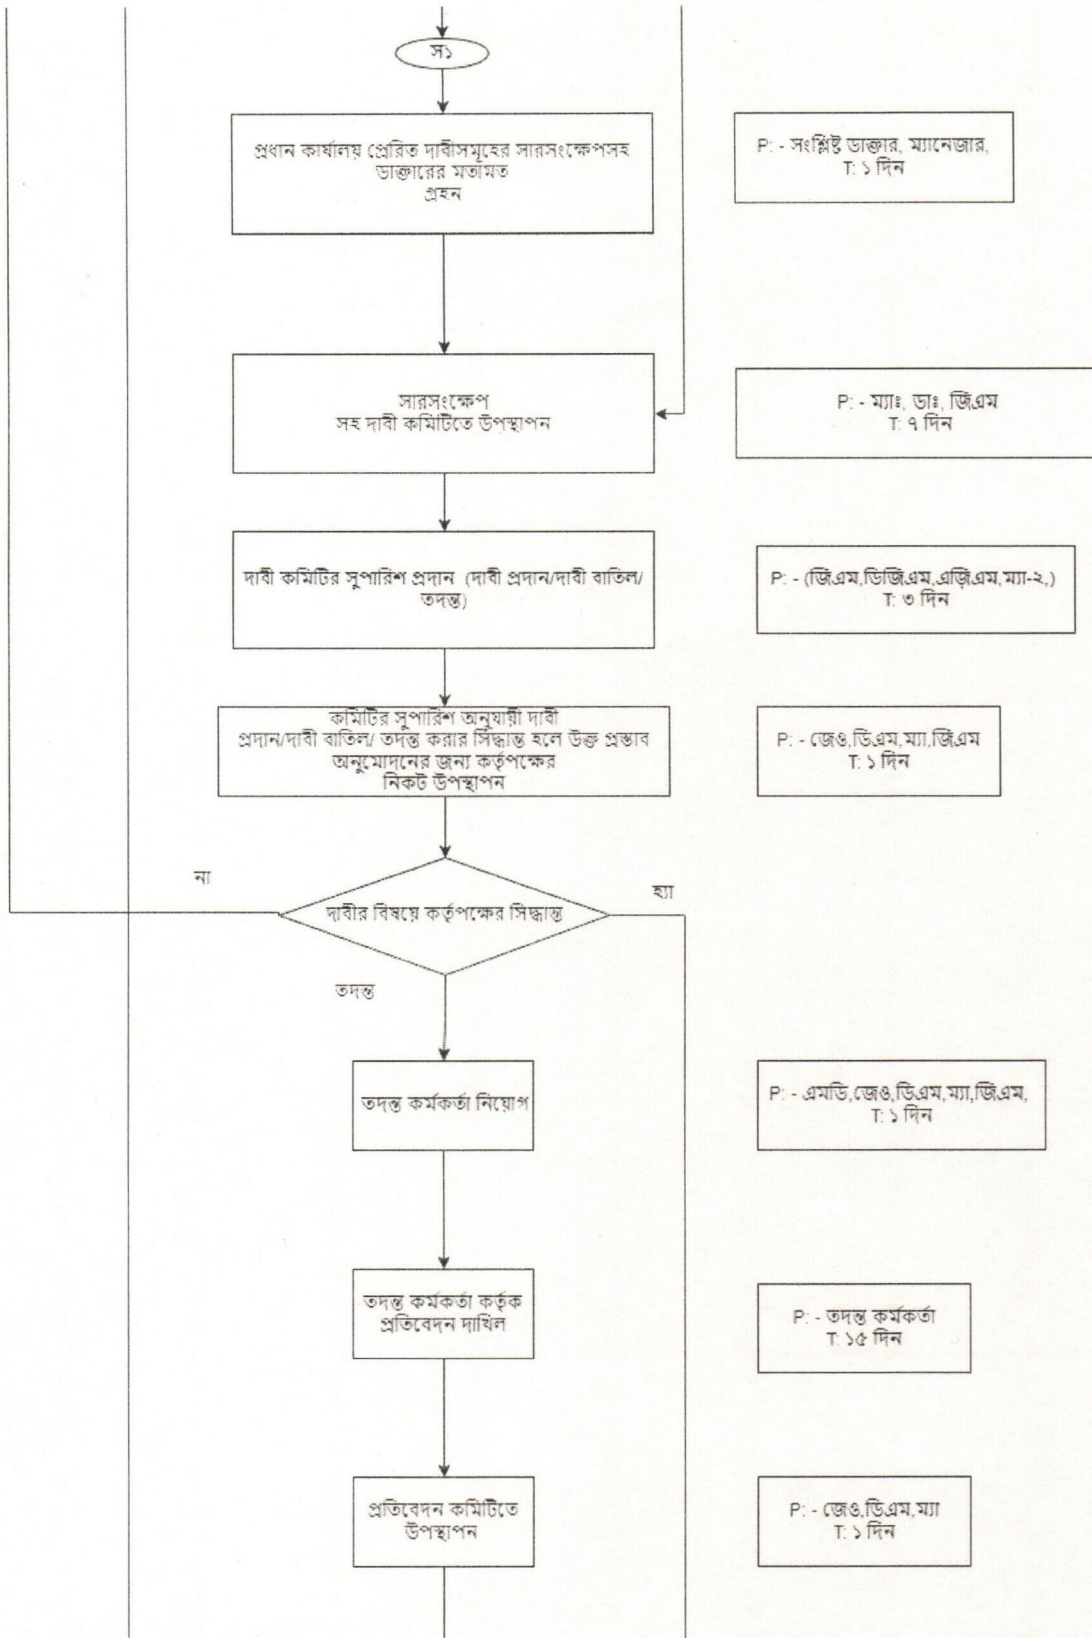 স১
প্রধান কার্যালয় প্রেরিত দাবীসমূহের সারসংক্ষেপসহ
ডাক্তারের মতামত
গ্রহন
P: - সংশ্লিষ্ট ডাক্তার, ম্যানেজার,
T: ১ দিন
সারসংক্ষেপ
সহ দাবী কমিটিতে উপস্থাপন
P: - ম্যাঃ, ডাঃ, জিএম
T: ৭ দিন
দাবী কমিটির সুপারিশ প্রদান (দাবী প্রদান/দাবী বাতিল/
তদন্ত)
P: - (জিএম,ডিজিএম,এজিএম,ম্যা-২,)
T: ৩ দিন
কমিটির সুপারিশ অনুযায়ী দাবী
প্রদান/দাবী বাতিল/ তদন্ত করার সিদ্ধান্ত হলে উক্ত প্রস্তাব
অনুমোদনের জন্য কর্তৃপক্ষের
নিকট উপস্থাপন
P: - জেও,ডিএম,ম্যা,জিএম
T: ১ দিন
না
হ্যা
দাবীর বিষয়ে কর্তৃপক্ষের সিদ্ধান্ত
তদন্ত
তদন্ত কর্মকর্তা নিয়োগ
P: - এমডি,জেও,ডিএম,ম্যা,জিএম,
T: ১ দিন
তদন্ত কর্মকর্তা কর্তৃক
প্রতিবেদন দাখিল
P: - তদন্ত কর্মকর্তা
T: ১৫ দিন
প্রতিবেদন কমিটিতে
উপস্থাপন
P: - জেও,ডিএম,ম্যা
T: ১ দিন